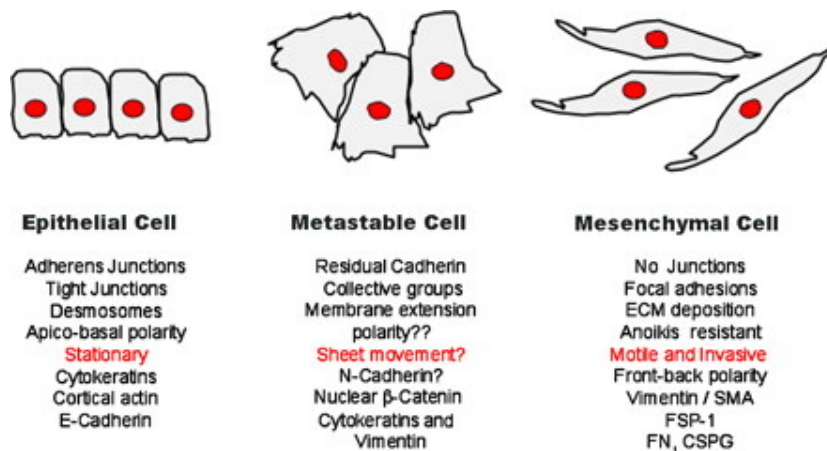 Epithelial Cell
Adherens Junctions
Tight Junctions
Desmosomes
Apico-basal polarity
Stationary
Cytokeratins
Cortical actin
E-Cadherin
Metastable Cell
Residual Cadherin
Collective groups
Membrane extension
polarity??
Sheet movement?
N-Cadherin?
Nuclear β-Catenin
Cytokeratins and
Vimentin
Mesenchymal Cell
No Junctions
Focal adhesions
ECM deposition
Anoikis resistant
Motile and Invasive
Front-back polarity
Vimentin / SMA
FSP-1
FN, CSPG